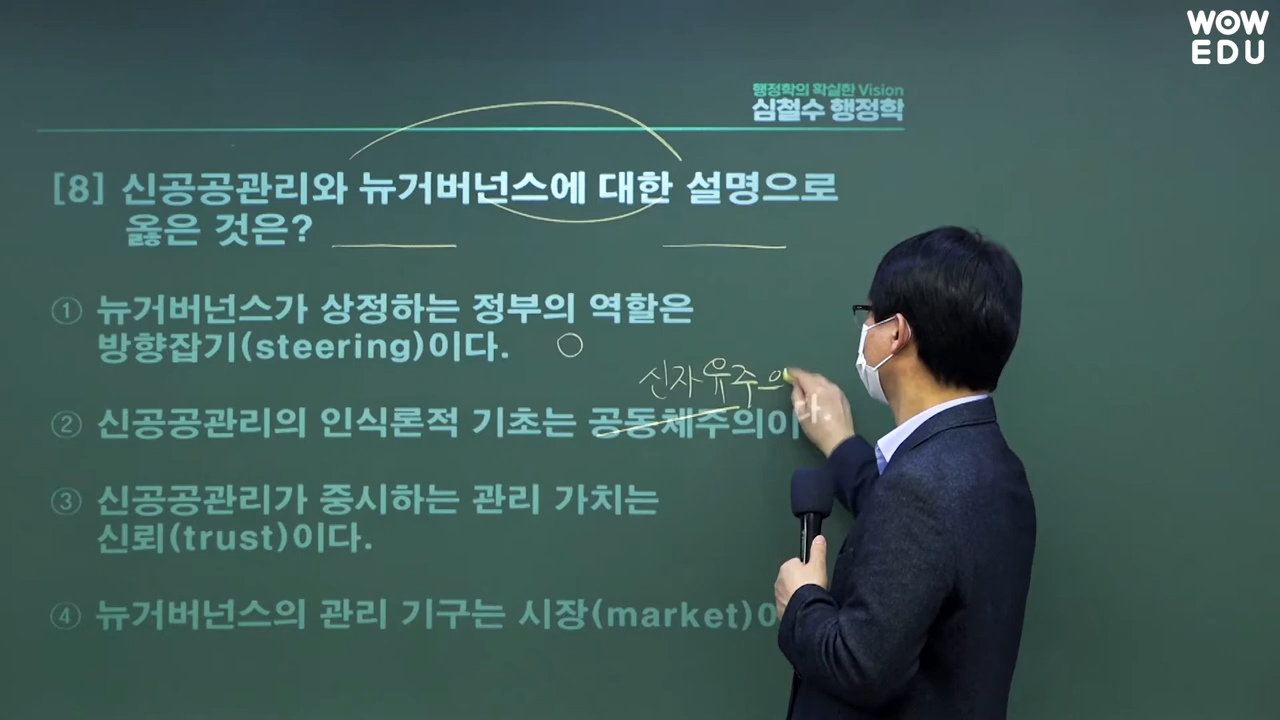 WOW
EDU
행정학의 확실한 Vision
심철수 행정학
[8] 신공공관리와 뉴거버넌스에 대한 설명으로
옳은 것은?
① 뉴거버넌스가 상정하는 정부의 역할은
방향잡기(steering)이다.
신자유주의
② 신공공관리의 인식론적 기초는 공동체주의이다.
③ 신공공관리가 중시하는 관리 가치는
신뢰(trust)이다.
④ 뉴거버넌스의 관리 기구는 시장(market)이